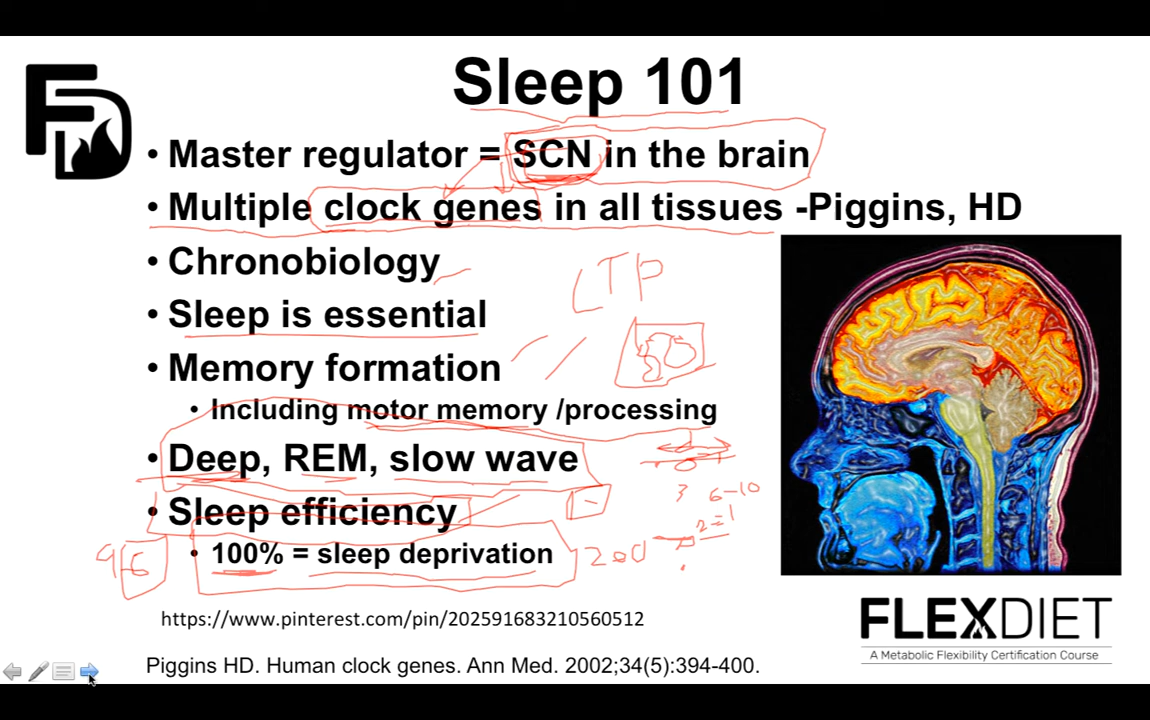 Sleep 101
• Master regulator = SCN in the brain
• Multiple clock genes in all tissues -Piggins, HD
• Chronobiology
LTP
• Sleep is essential
• Memory formation
• Including motor memory /processing
• Deep, REM, slow wave
3 6-10
• Sleep efficiency
2=1
• 100% = sleep deprivation
https://www.pinterest.com/pin/202591683210560512
FLEXDIET
A Metabolic Flexibility Certification Course
Piggins HD. Human clock genes. Ann Med. 2002;34(5):394-400.